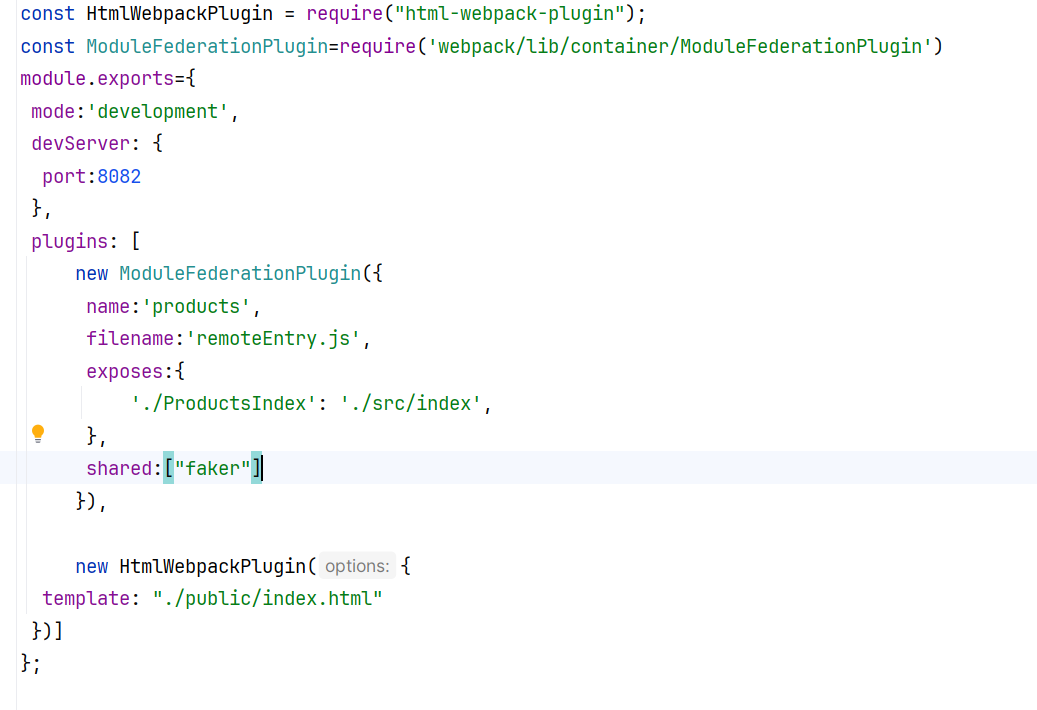 const HtmlWebpackPlugin = require("html-webpack-plugin");
const ModuleFederationPlugin=require('webpack/lib/container/ModuleFederationPlugin')
module.exports={
 mode:'development',
 devServer: {
  port:8082
 },
 plugins: [
     new ModuleFederationPlugin({
      name:'products',
      filename:'remoteEntry.js',
      exposes:{
          './ProductsIndex': './src/index',
      },
      shared:["faker"]
     }),

     new HtmlWebpackPlugin( options: {
  template: "./public/index.html"
 })]
};